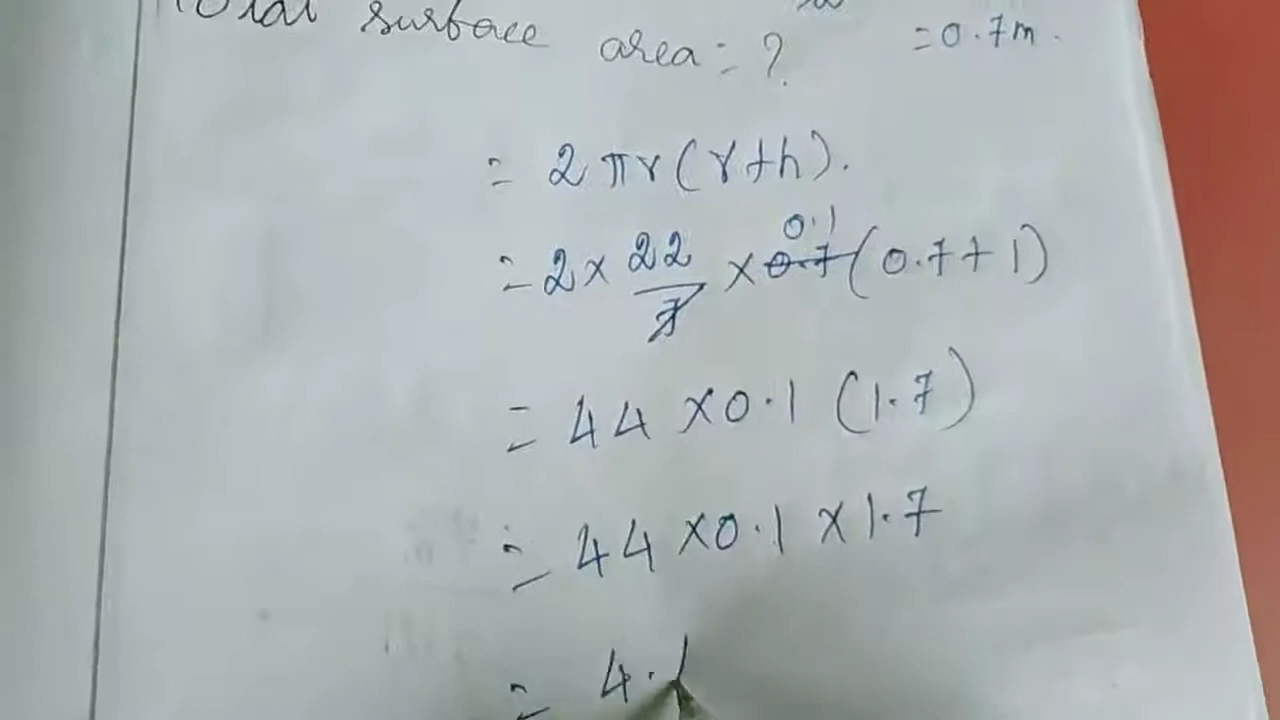 Total surface area = ?
= 0.7m.
= 2πr(r+h).
= 2 × 22/7 × 0.7 (0.7+1)
0.1
= 44 × 0.1 (1.7)
= 44 × 0.1 × 1.7
= 4.